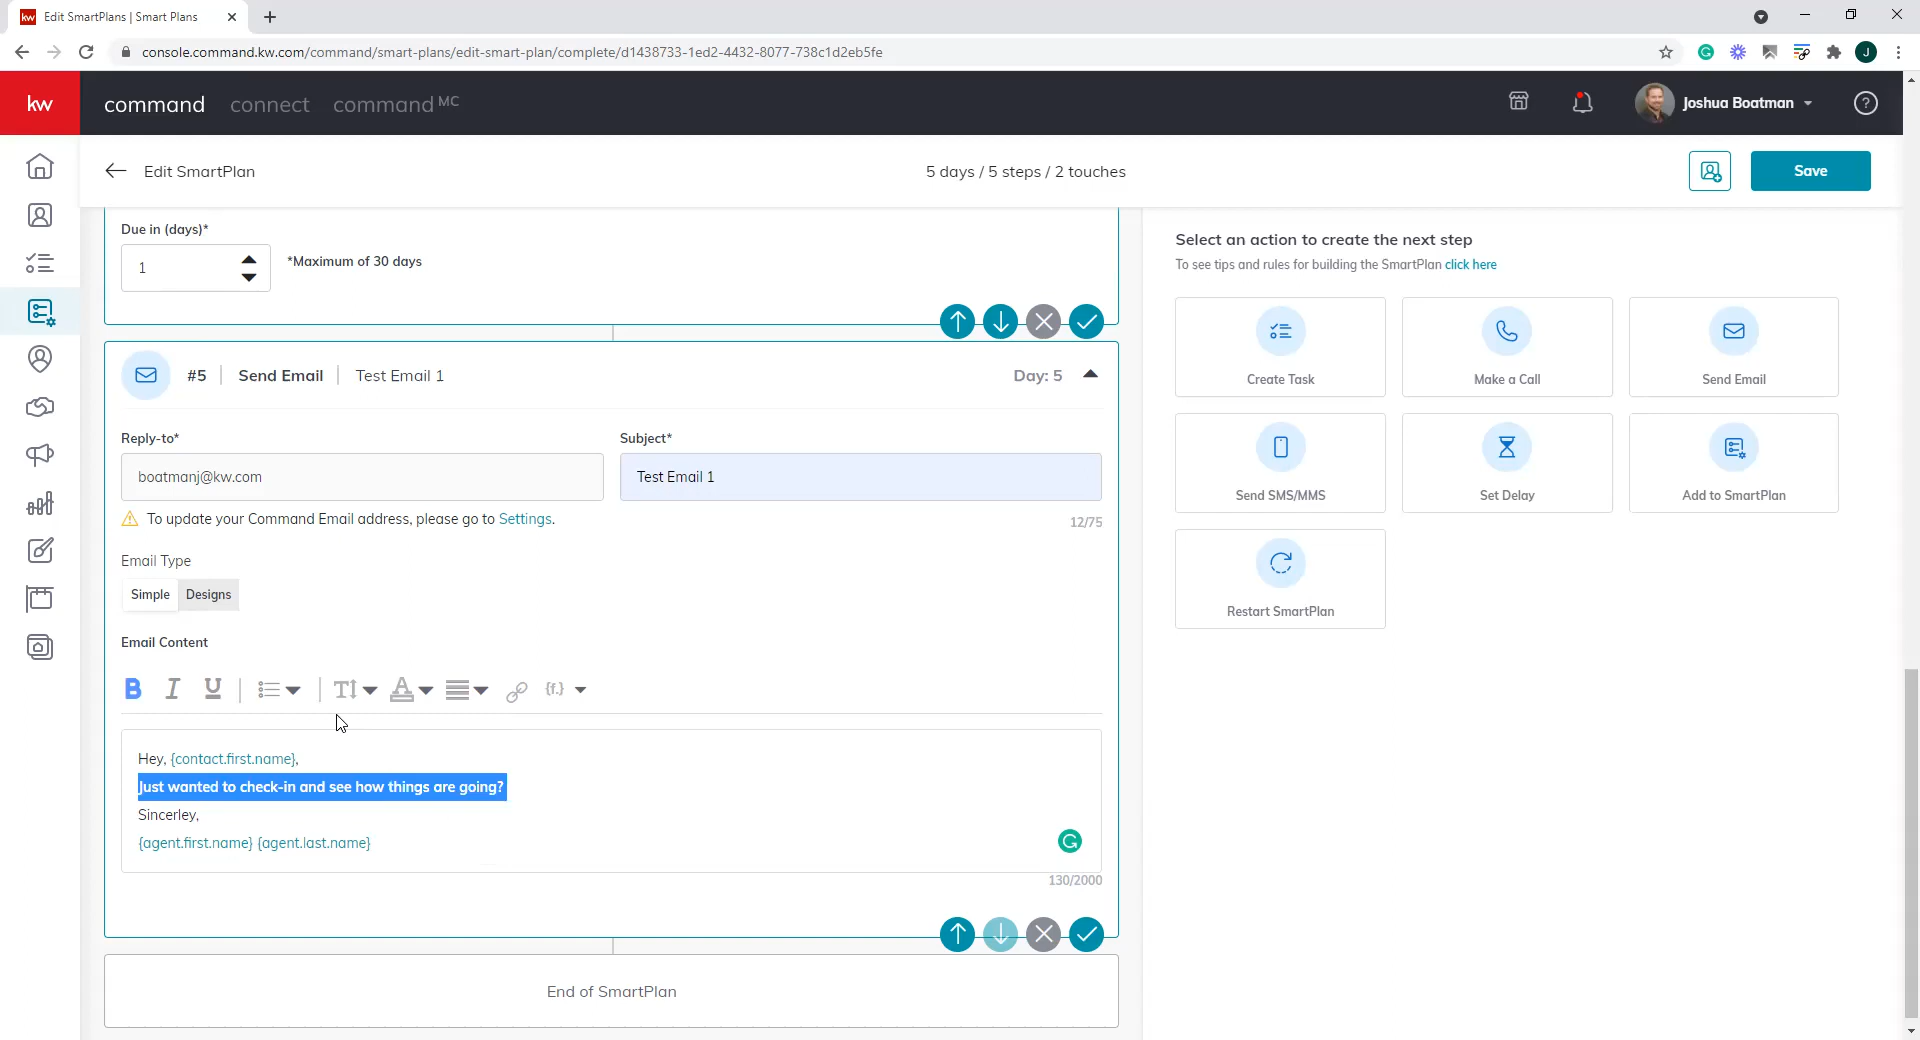 kw Edit SmartPlans | Smart Plans
console.command.kw.com/command/smart-plans/edit-smart-plan/complete/d1438733-1ed2-4432-8077-738c1d2eb5fe
J
kw command connect command MC
Joshua Boatman
?
Edit SmartPlan
5 days / 5 steps / 2 touches
Save
Due in (days)*
1
*Maximum of 30 days
#5 Send Email Test Email 1
Day: 5
Reply-to*
Subject*
boatmanj@kw.com
Test Email 1
To update your Command Email address, please go to Settings.
12/75
Email Type
Simple Designs
Email Content
B I U T A {f.}
Hey, {contact.first.name},
Just wanted to check-in and see how things are going?
Sincerley,
{agent.first.name} {agent.last.name}
G
130/2000
End of SmartPlan
Select an action to create the next step
To see tips and rules for building the SmartPlan click here
Create Task
Make a Call
Send Email
Send SMS/MMS
Set Delay
Add to SmartPlan
Restart SmartPlan